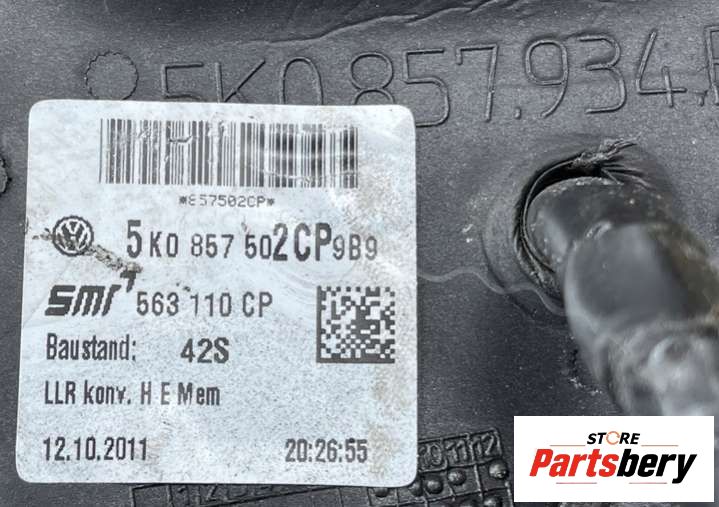 5K0 857.934.
*857502CP*
5K0 857 502CP9B9
smr
563 110 CP
Baustand: 42S
LLR konv. H E Mem
12.10.2011 20:26:55
STORE
Partsbery